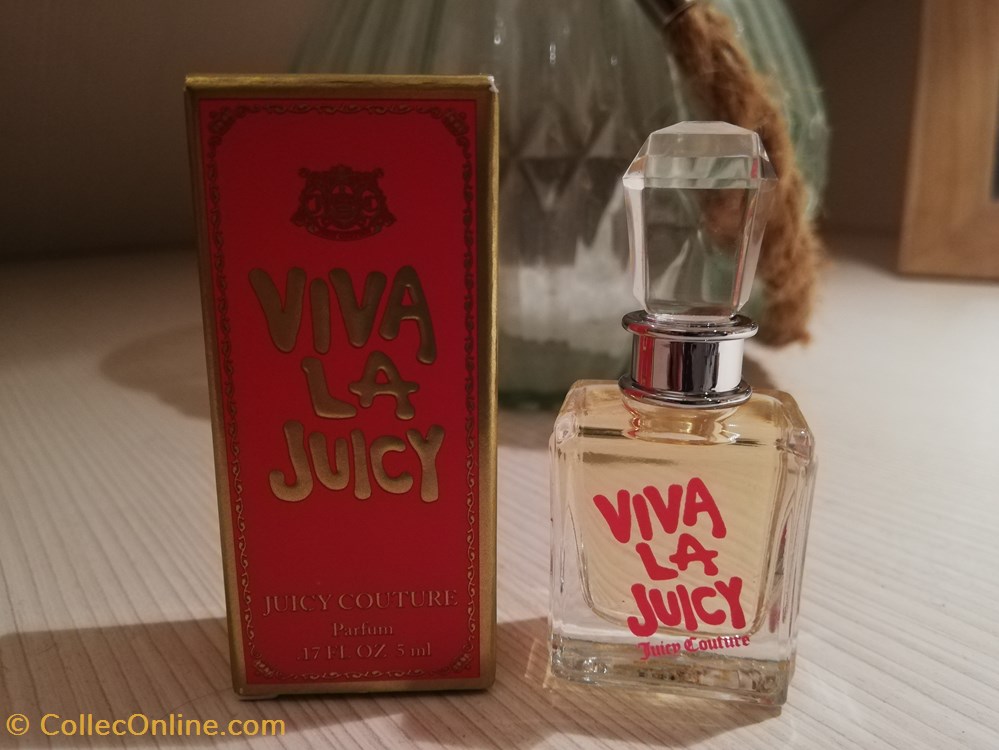 VIVA
LA
JUICY
JUICY COUTURE
Parfum
.17 FL OZ 5 ml
VIVA
LA
JUICY
Juicy Couture
© CollecOnline.com